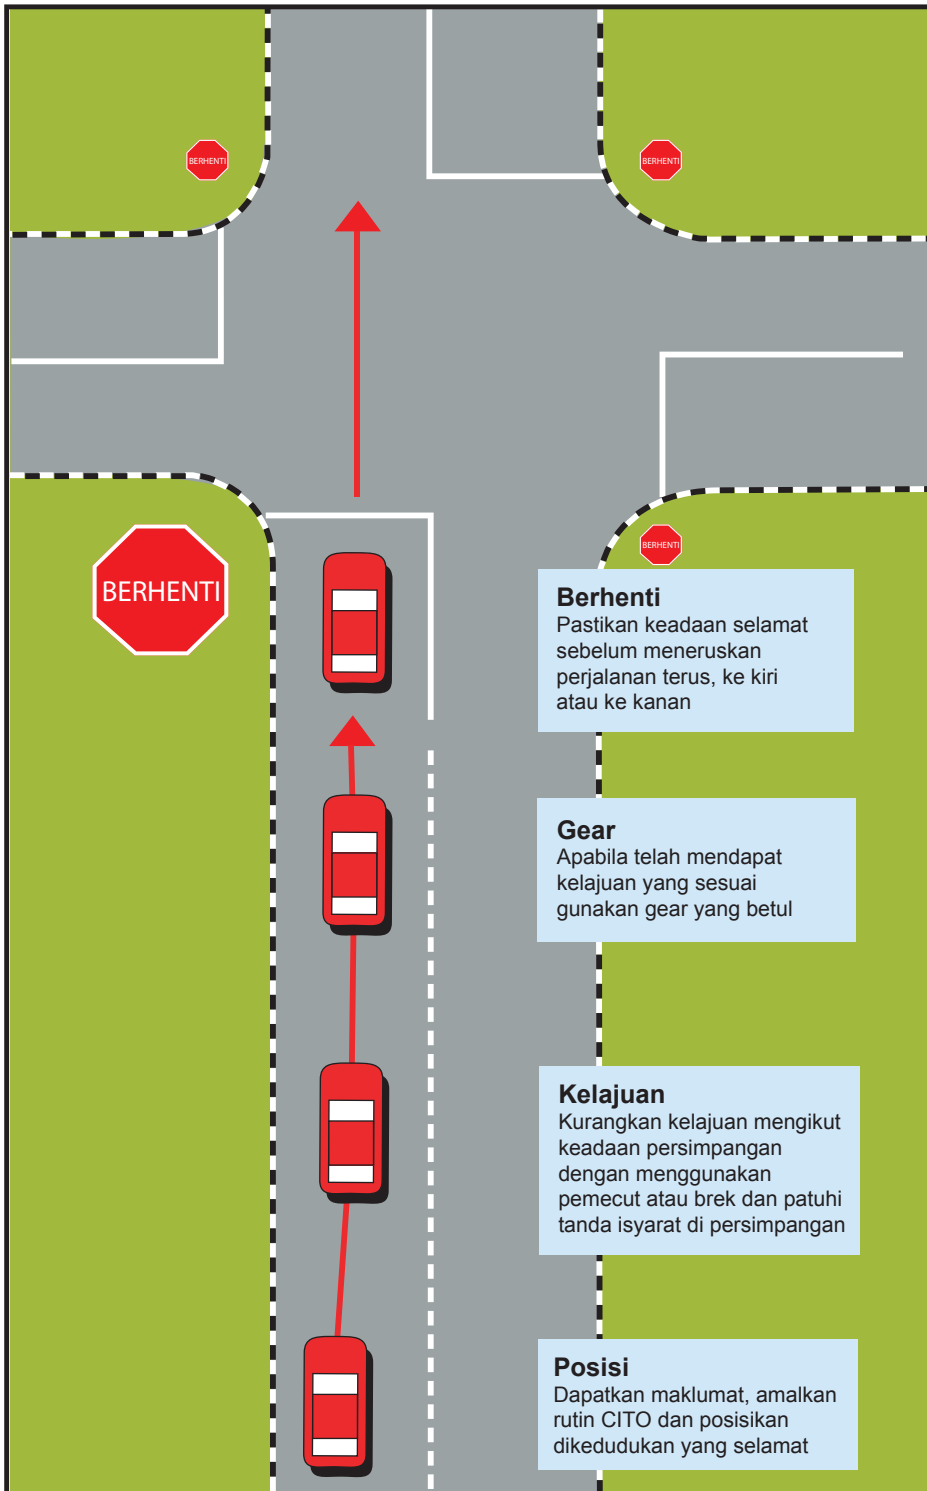 BERHENTI
BERHENTI
BERHENTI
BERHENTI
Berhenti
Pastikan keadaan selamat
sebelum meneruskan
perjalanan terus, ke kiri
atau ke kanan
Gear
Apabila telah mendapat
kelajuan yang sesuai
gunakan gear yang betul
Kelajuan
Kurangkan kelajuan mengikut
keadaan persimpangan
dengan menggunakan
pemecut atau brek dan patuhi
tanda isyarat di persimpangan
Posisi
Dapatkan maklumat, amalkan
rutin CITO dan posisikan
dikedudukan yang selamat